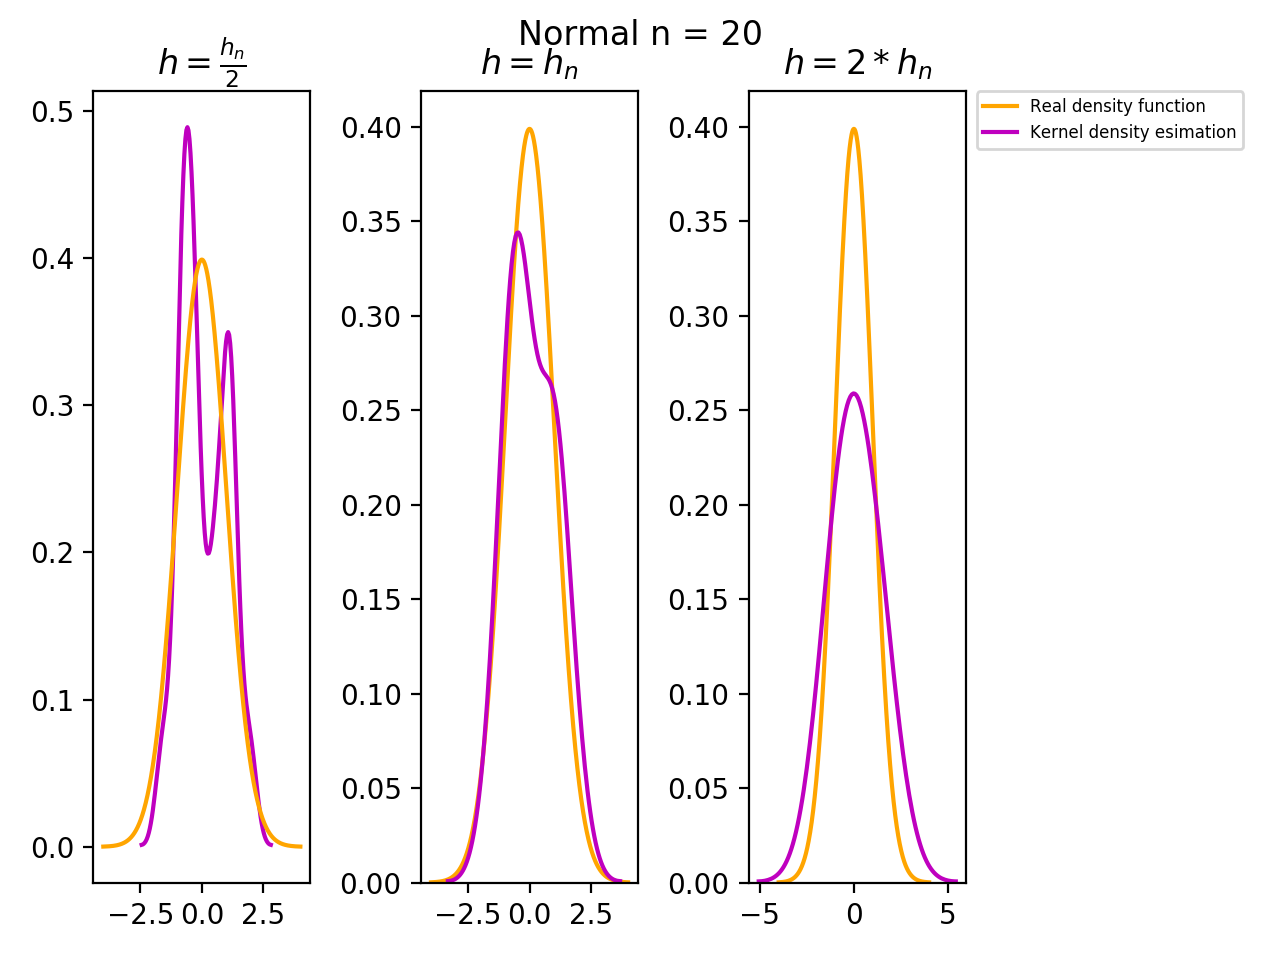 Normal n = 20
h = h_n/2
h = h_n
h = 2 * h_n
Real density function
Kernel density esimation
0.5
0.4
0.3
0.2
0.1
0.0
−2.5 0.0 2.5
0.40
0.35
0.30
0.25
0.20
0.15
0.10
0.05
0.00
−2.5 0.0 2.5
0.40
0.35
0.30
0.25
0.20
0.15
0.10
0.05
0.00
−5 0 5